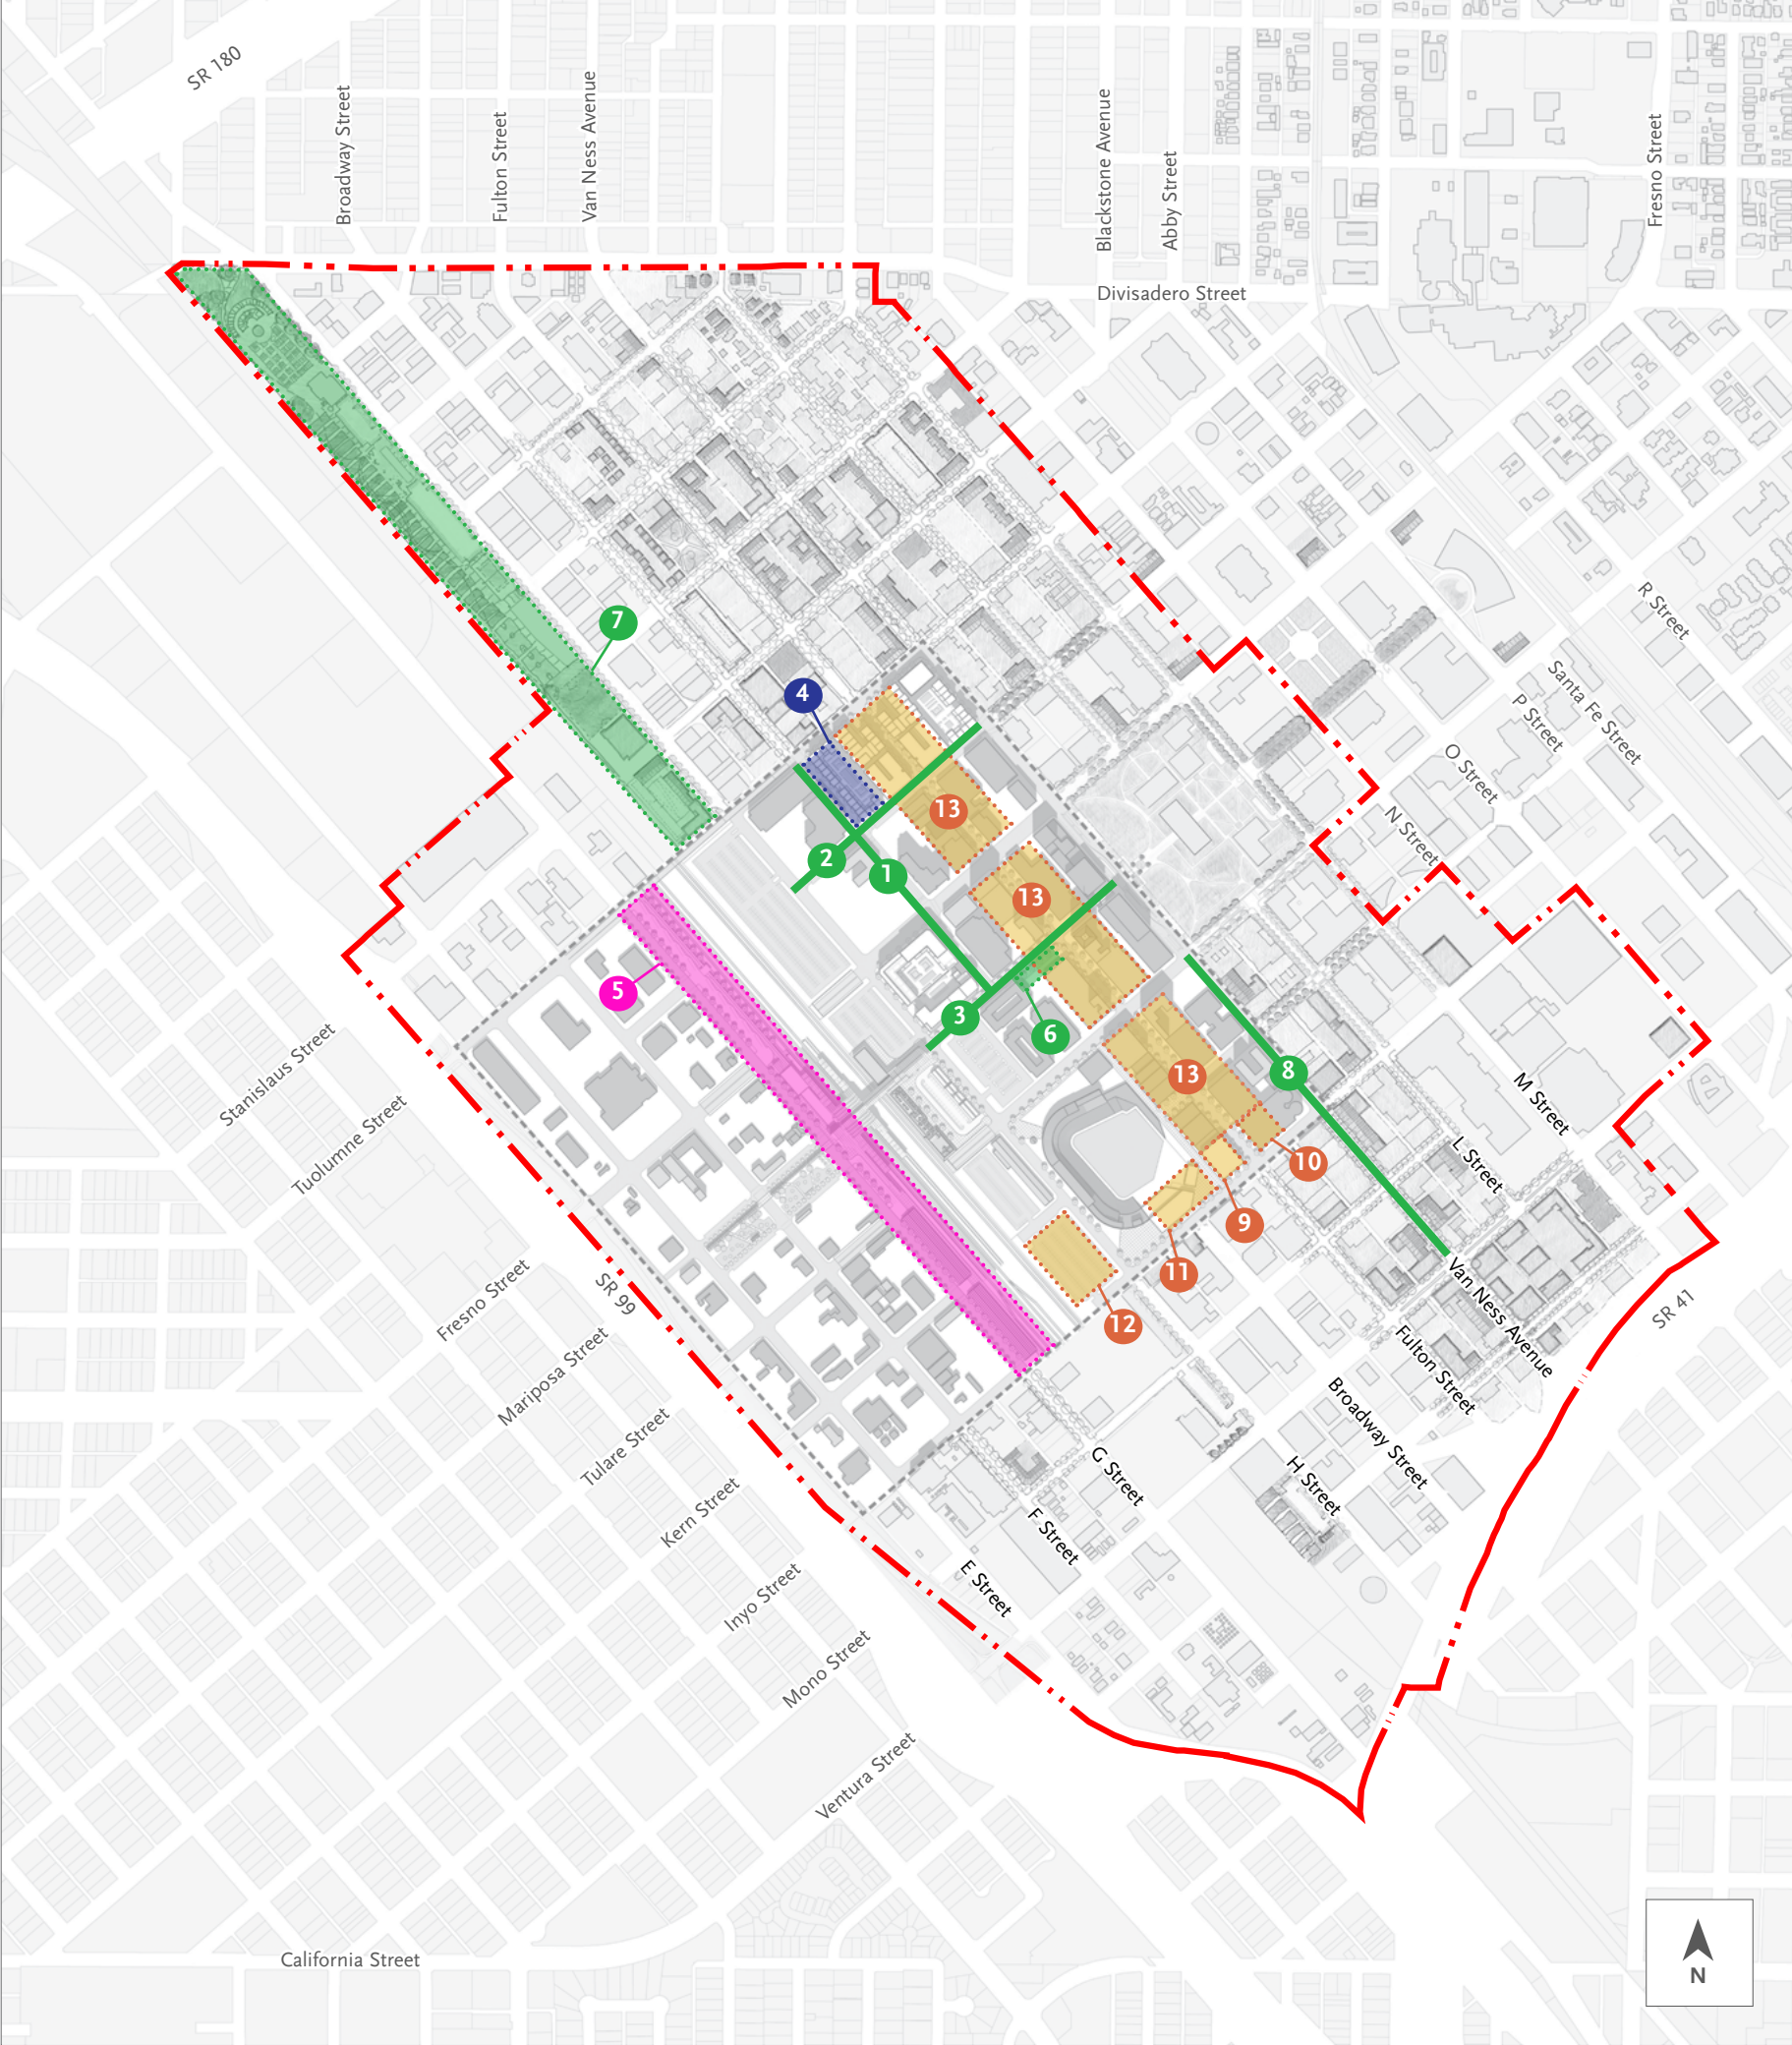 SR 180
Broadway Street
Fulton Street
Van Ness Avenue
Blackstone Avenue
Abby Street
Fresno Street
Divisadero Street
R Street
Santa Fe Street
P Street
O Street
N Street
7
4
13
2
1
13
5
3
6
13
8
10
9
11
12
M Street
L Street
Van Ness Avenue
SR 41
Fulton Street
Broadway Street
H Street
G Street
F Street
E Street
Stanislaus Street
Tuolumne Street
SR 99
Fresno Street
Mariposa Street
Tulare Street
Kern Street
Inyo Street
Mono Street
Ventura Street
California Street
N